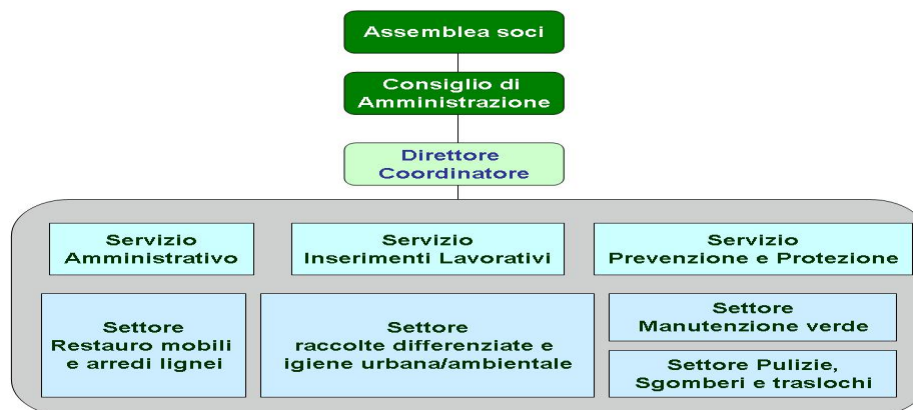 Assemblea soci
Consiglio di
Amministrazione
Direttore
Coordinatore
Servizio
Amministrativo
Servizio
Inserimenti Lavorativi
Servizio
Prevenzione e Protezione
Settore
Restauro mobili
e arredi lignei
Settore
raccolte differenziate e
igiene urbana/ambientale
Settore
Manutenzione verde
Settore Pulizie,
Sgomberi e traslochi